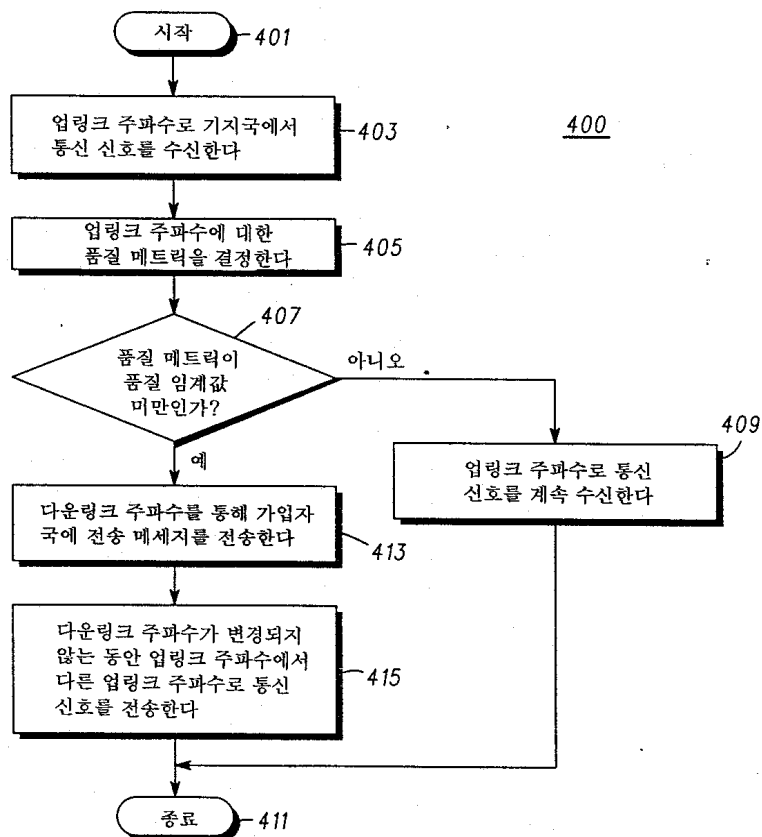 시작
401
업링크 주파수로 기지국에서
통신 신호를 수신한다
403
400
업링크 주파수에 대한
품질 메트릭을 결정한다
405
407
품질 메트릭이
품질 임계값
미만인가?
아니오
예
409
업링크 주파수로 통신
신호를 계속 수신한다
다운링크 주파수를 통해 가입자
국에 전송 메세지를 전송한다
413
다운링크 주파수가 변경되지
않는 동안 업링크 주파수에서
다른 업링크 주파수로 통신
신호를 전송한다
415
종료
411